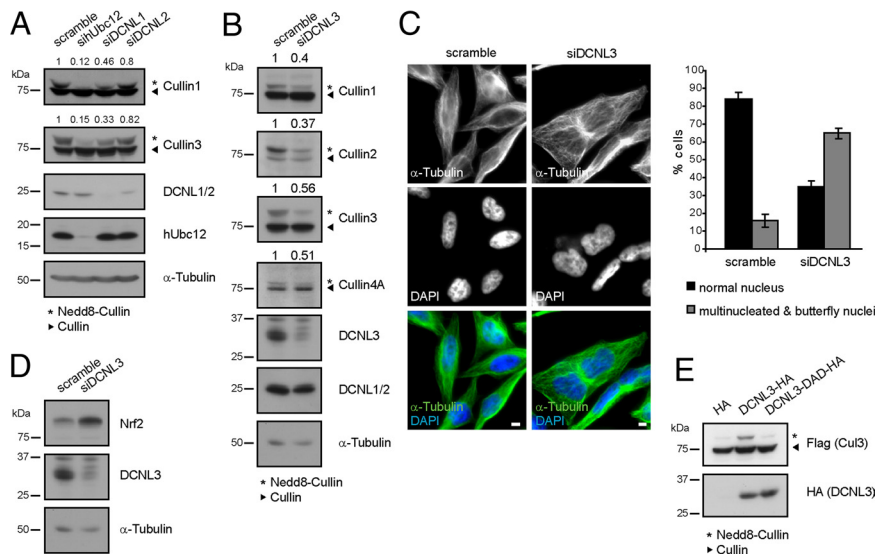 A
scramble sihUbc12 siDCNL1 siDCNL2
1 0.12 0.46 0.8
kDa
75 * Cullin1
1 0.15 0.33 0.82
75 * Cullin3
25 DCNL1/2
20
15 hUbc12
50 α-Tubulin
* Nedd8-Cullin
Cullin
B
scramble siDCNL3
1 0.4
kDa
75 * Cullin1
1 0.37
75 * Cullin2
1 0.56
75 * Cullin3
1 0.51
75 * Cullin4A
37
25 DCNL3
25 DCNL1/2
50 α-Tubulin
* Nedd8-Cullin
Cullin
C
scramble siDCNL3
α-Tubulin α-Tubulin
DAPI DAPI
α-Tubulin α-Tubulin
DAPI DAPI
% cells
100
90
80
70
60
50
40
30
20
10
0
scramble siDCNL3
normal nucleus
multinucleated & butterfly nuclei
D
scramble siDCNL3
kDa
75 Nrf2
37
25 DCNL3
50 α-Tubulin
E
HA DCNL3-HA DCNL3-DAD-HA
kDa
75 * Flag (Cul3)
37
25 HA (DCNL3)
* Nedd8-Cullin
Cullin